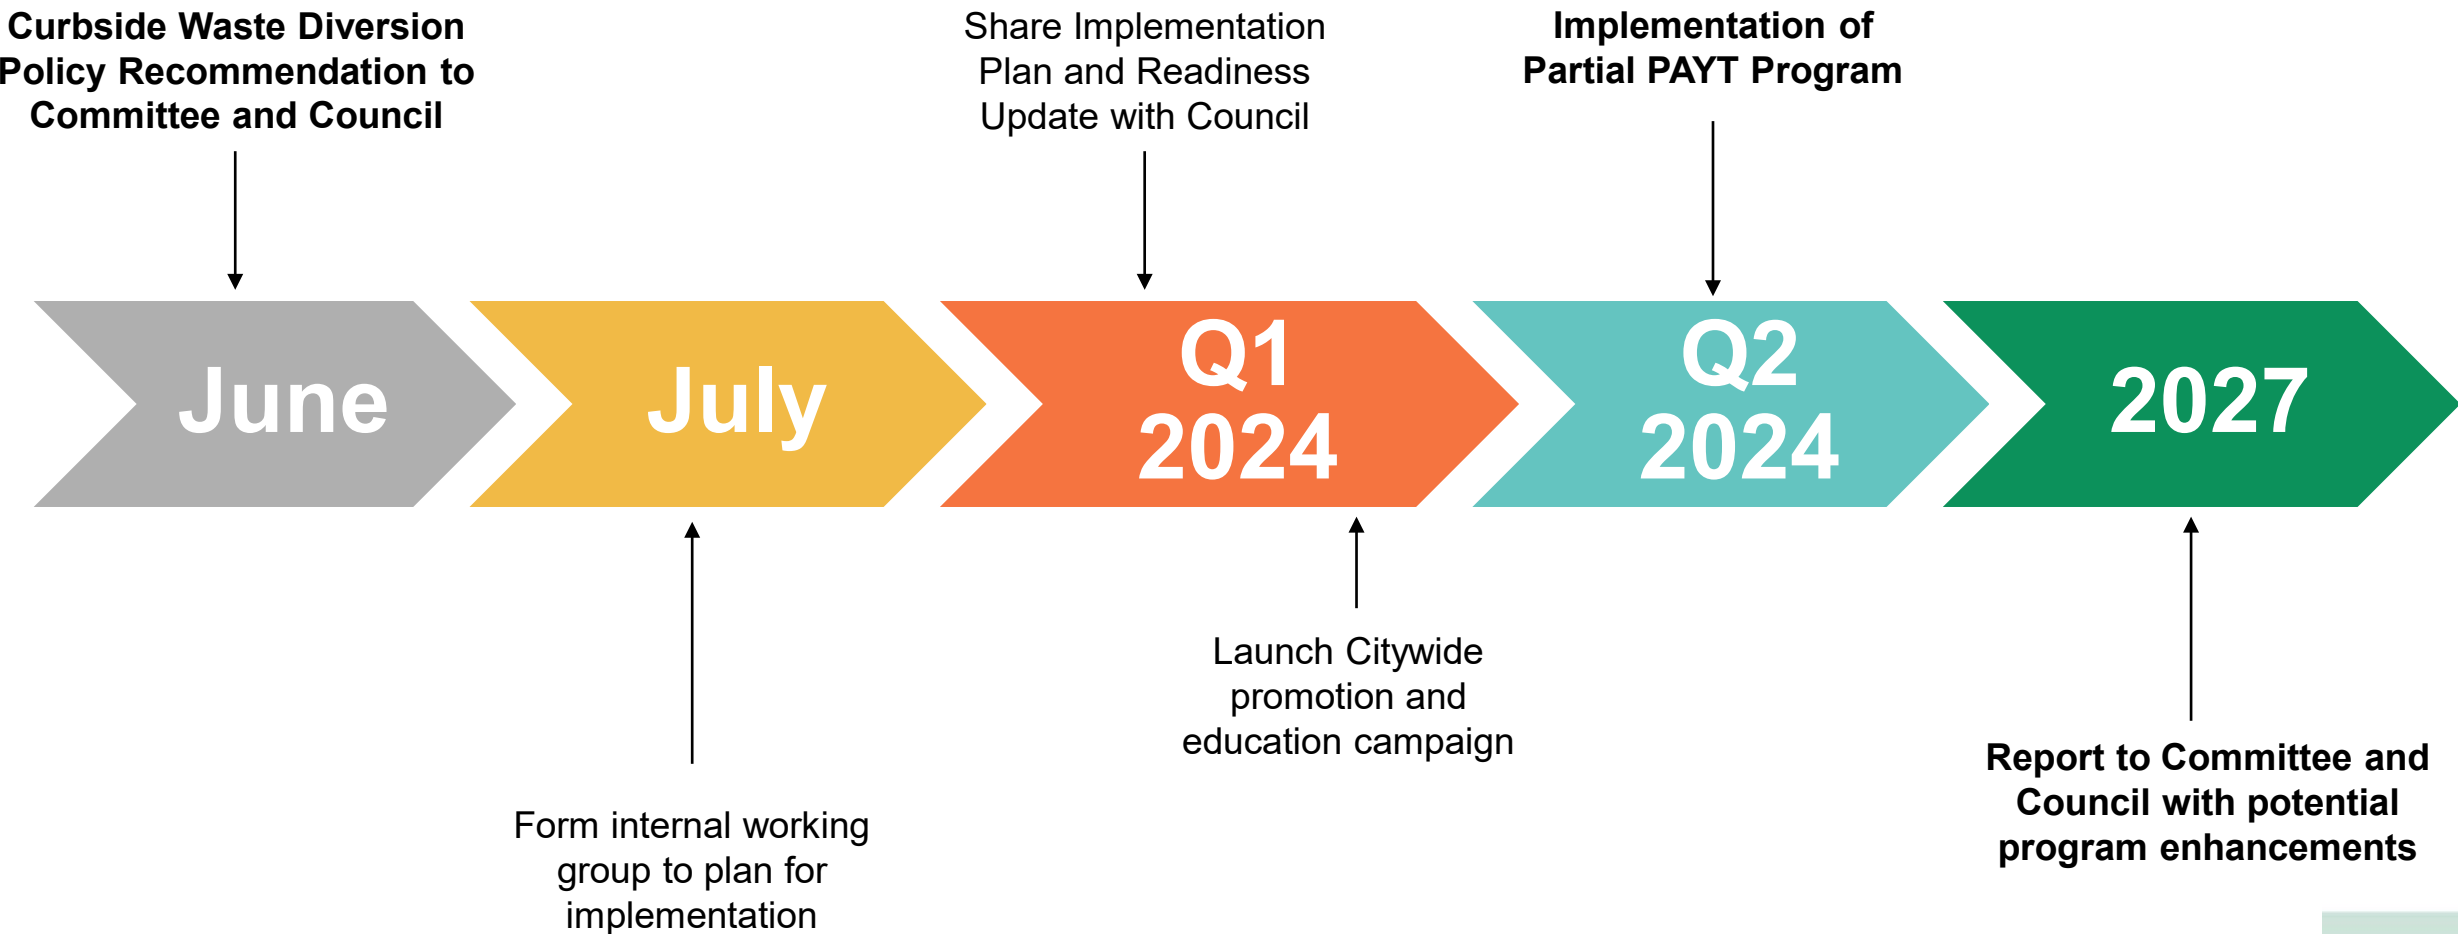 Curbside Waste Diversion
Policy Recommendation to
Committee and Council
Share Implementation
Plan and Readiness
Update with Council
Implementation of
Partial PAYT Program
June
July
Q1
2024
Q2
2024
2027
Form internal working
group to plan for
implementation
Launch Citywide
promotion and
education campaign
Report to Committee and
Council with potential
program enhancements